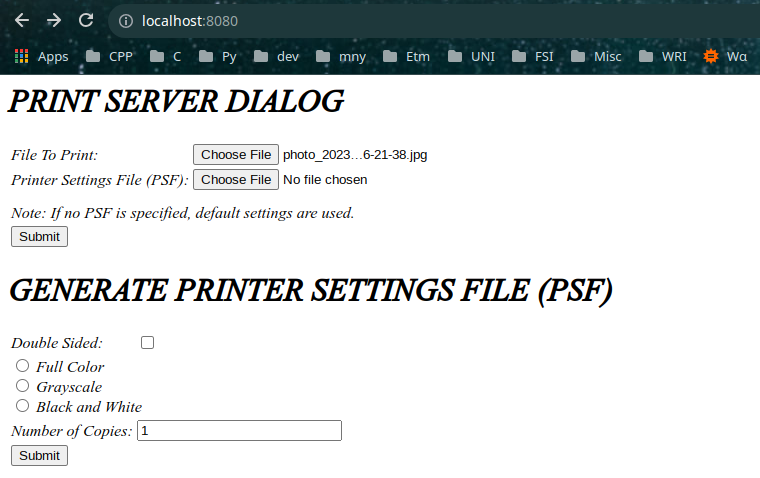 localhost:8080
Apps CPP C Py dev mny Etm UNI FSI Misc WRI Wα
PRINT SERVER DIALOG
File To Print: Choose File photo_2023…6-21-38.jpg
Printer Settings File (PSF): Choose File No file chosen
Note: If no PSF is specified, default settings are used.
Submit
GENERATE PRINTER SETTINGS FILE (PSF)
Double Sided:
Full Color
Grayscale
Black and White
Number of Copies: 1
Submit